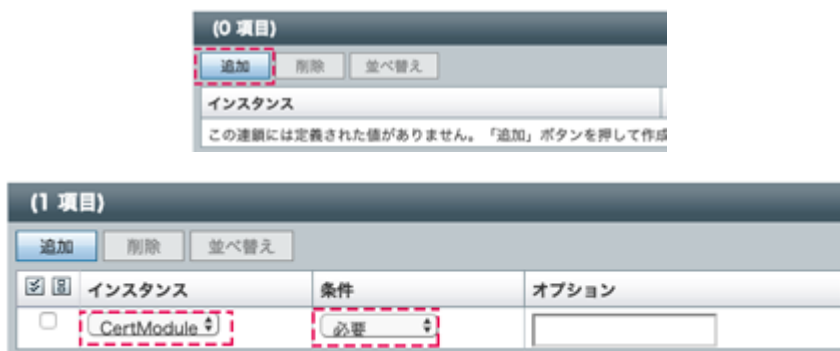 (0 項目)
追加 削除 並べ替え
インスタンス
この連鎖には定義された値がありません。「追加」ボタンを押して作成
(1 項目)
追加 削除 並べ替え
インスタンス 条件 オプション
CertModule 必要